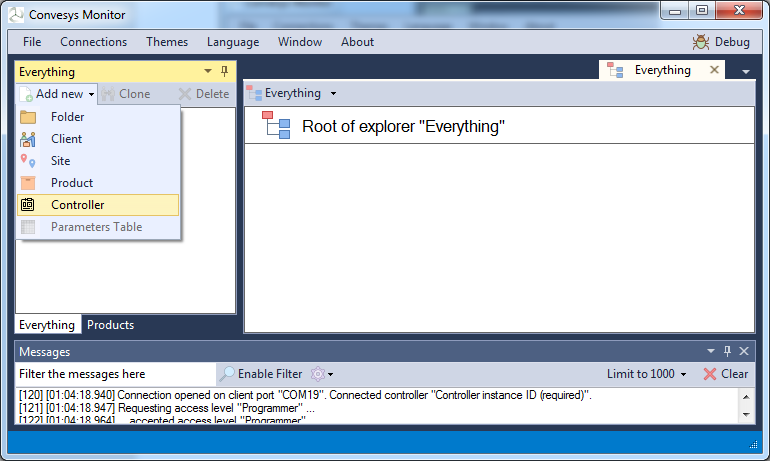 Convesys Monitor
File Connections Themes Language Window About Debug
Everything
Everything
Add new Clone Delete
Everything
Folder
Root of explorer "Everything"
Client
Site
Product
Controller
Parameters Table
Everything Products
Messages
Filter the messages here Enable Filter Limit to 1000 Clear
[120] [01:04:18.940] Connection opened on client port "COM19". Connected controller "Controller instance ID (required)".
[121] [01:04:18.947] Requesting access level "Programmer" ...
[122] [01:04:18.964] ... accepted access level "Programmer"